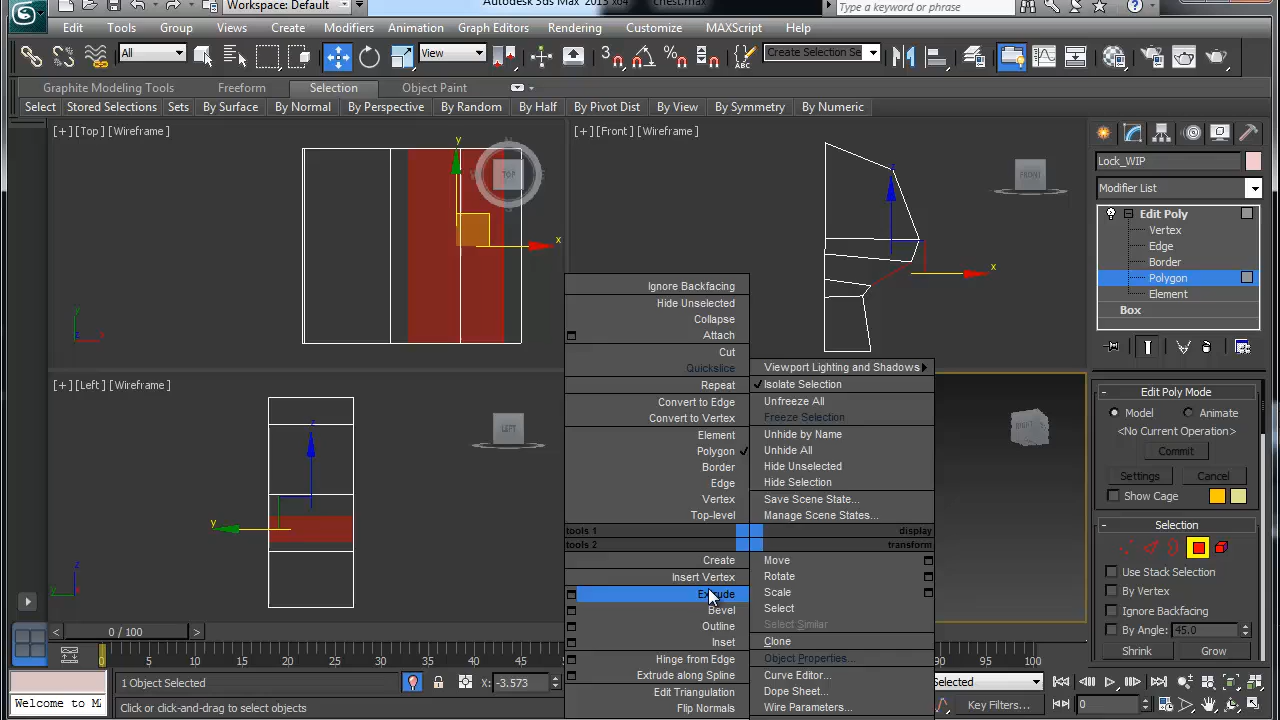 Workspace: Default
Autodesk 3ds Max 2013 x64
chest.max
Type a keyword or phrase
Edit
Tools
Group
Views
Create
Modifiers
Animation
Graph Editors
Rendering
Customize
MAXScript
Help
All
View
3
ABC
Create Selection Se
Graphite Modeling Tools
Freeform
Selection
Object Paint
Select
Stored Selections
Sets
By Surface
By Normal
By Perspective
By Random
By Half
By Pivot Dist
By View
By Symmetry
By Numeric
[+] [Top] [Wireframe]
y
N
W
TOP
S
x
z
x
[+] [Front] [Wireframe]
FRONT
x
Lock_WIP
Modifier List
Edit Poly
Vertex
Edge
Border
Polygon
Element
Box
[+] [Left] [Wireframe]
z
LEFT
y
y
z
Ignore Backfacing
Hide Unselected
Collapse
Attach
Cut
Quickslice
Repeat
Convert to Edge
Convert to Vertex
Element
Polygon
Border
Edge
Vertex
Top-level
tools 1
tools 2
Create
Insert Vertex
Extrude
Bevel
Outline
Inset
Hinge from Edge
Extrude along Spline
Edit Triangulation
Flip Normals
Viewport Lighting and Shadows
Isolate Selection
Unfreeze All
Freeze Selection
Unhide by Name
Unhide All
Hide Unselected
Hide Selection
Save Scene State...
Manage Scene States...
display
transform
Move
Rotate
Scale
Select
Select Similar
Clone
Object Properties...
Curve Editor...
Dope Sheet...
Wire Parameters...
Edit Poly Mode
Model
Animate
<No Current Operation>
Commit
Settings
Cancel
Show Cage
Selection
Use Stack Selection
By Vertex
Ignore Backfacing
By Angle:
45.0
Shrink
Grow
0 / 100
0
5
10
15
20
25
30
35
40
45
90
95
100
Welcome to M
1 Object Selected
X: -3.573
Click or click-and-drag to select objects
Selected
Key Filters...
0